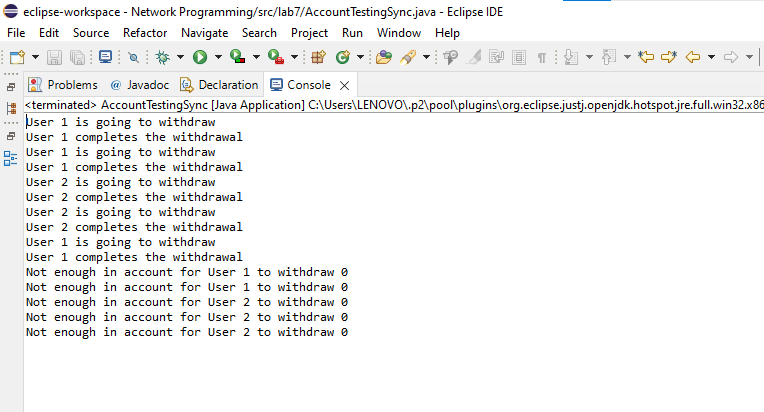 eclipse-workspace - Network Programming/src/lab7/AccountTestingSync.java - Eclipse IDE
File Edit Source Refactor Navigate Search Project Run Window Help
Problems @ Javadoc Declaration Console
<terminated> AccountTestingSync [Java Application] C:\Users\LENOVO\.p2\pool\plugins\org.eclipse.justj.openjdk.hotspot.jre.full.win32.x86
User 1 is going to withdraw
User 1 completes the withdrawal
User 1 is going to withdraw
User 1 completes the withdrawal
User 2 is going to withdraw
User 2 completes the withdrawal
User 2 is going to withdraw
User 2 completes the withdrawal
User 1 is going to withdraw
User 1 completes the withdrawal
Not enough in account for User 1 to withdraw 0
Not enough in account for User 1 to withdraw 0
Not enough in account for User 2 to withdraw 0
Not enough in account for User 2 to withdraw 0
Not enough in account for User 2 to withdraw 0